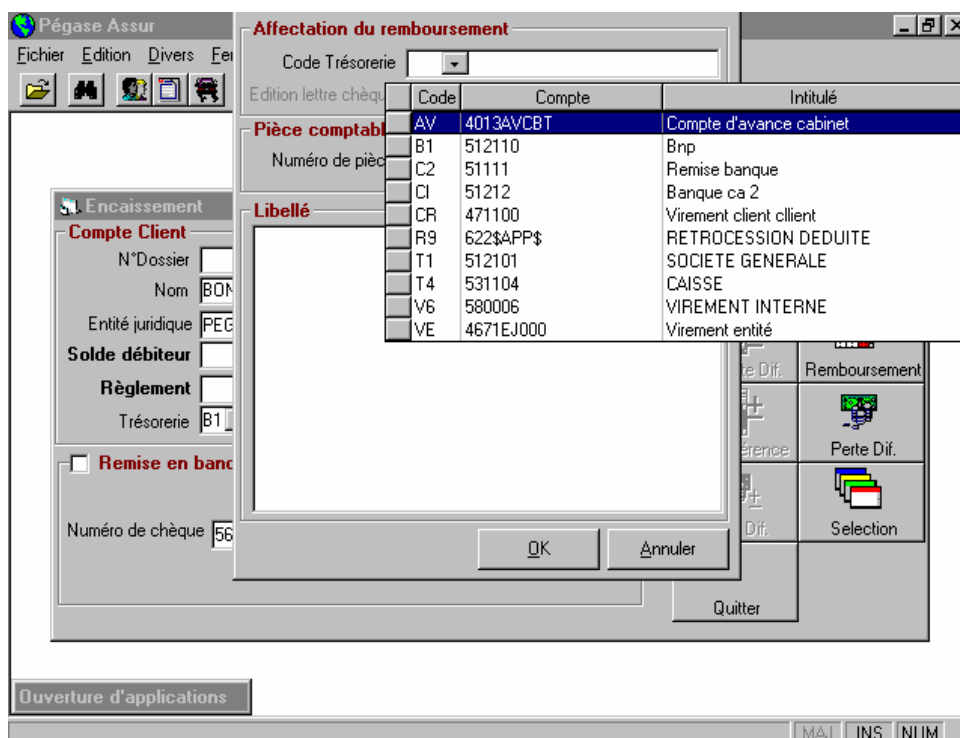 Pégase Assur
Fichier Edition Divers
Affectation du remboursement
Code Trésorerie
Edition lettre chèqu
Code Compte Intitulé
AV 4013AVCBT Compte d'avance cabinet
B1 512110 Bnp
C2 51111 Remise banque
CI 51212 Banque ca 2
CR 471100 Virement client cllient
R9 622$APP$ RETROCESSION DEDUITE
T1 512101 SOCIETE GENERALE
T4 531104 CAISSE
V6 580006 VIREMENT INTERNE
VE 4671EJ000 Virement entité
Pièce comptabl
Numéro de pièc
Libellé
OK Annuler
Encaissement
Compte Client
N°Dossier
Nom BON
Entité juridique PEG
Solde débiteur
Règlement
Trésorerie B1
Remise en banc
Numéro de chèque 56
te Dif. Remboursement
érence Perte Dif.
Dif. Selection
Quitter
Ouverture d'applications
MAJ INS NUM